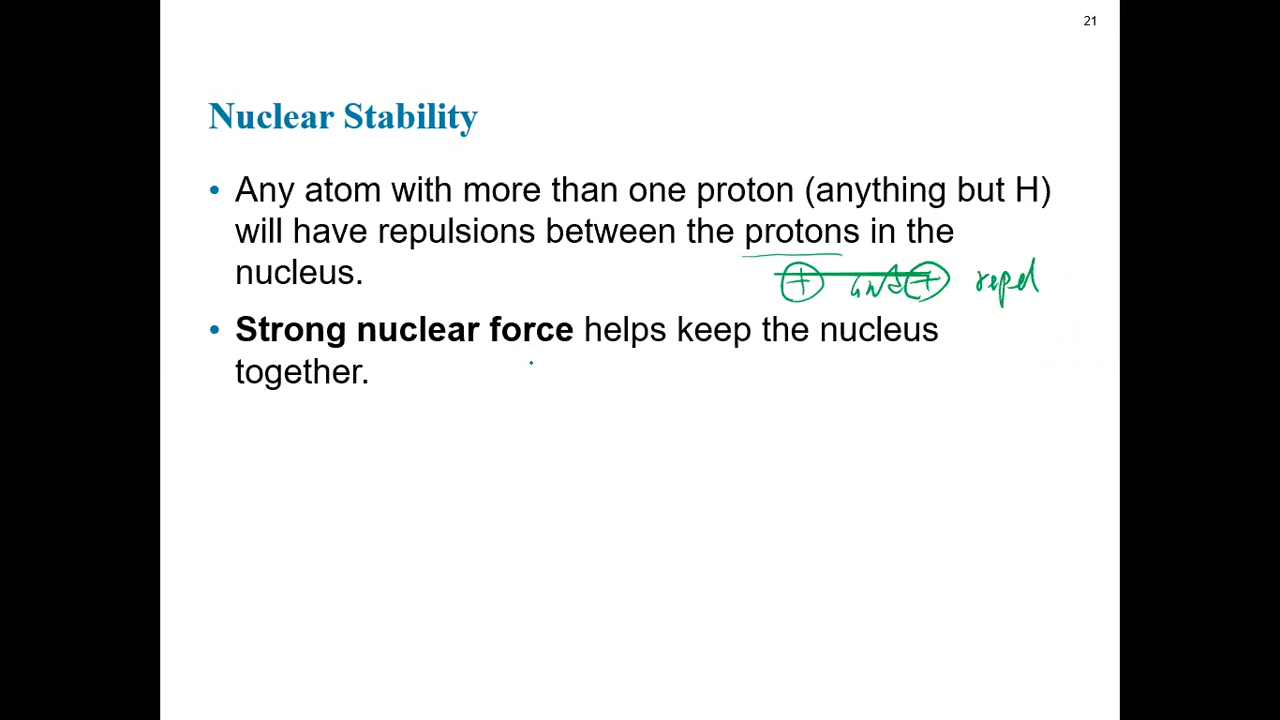 21
Nuclear Stability
• Any atom with more than one proton (anything but H)
will have repulsions between the protons in the
nucleus.
+ and + repel
• Strong nuclear force helps keep the nucleus
together.